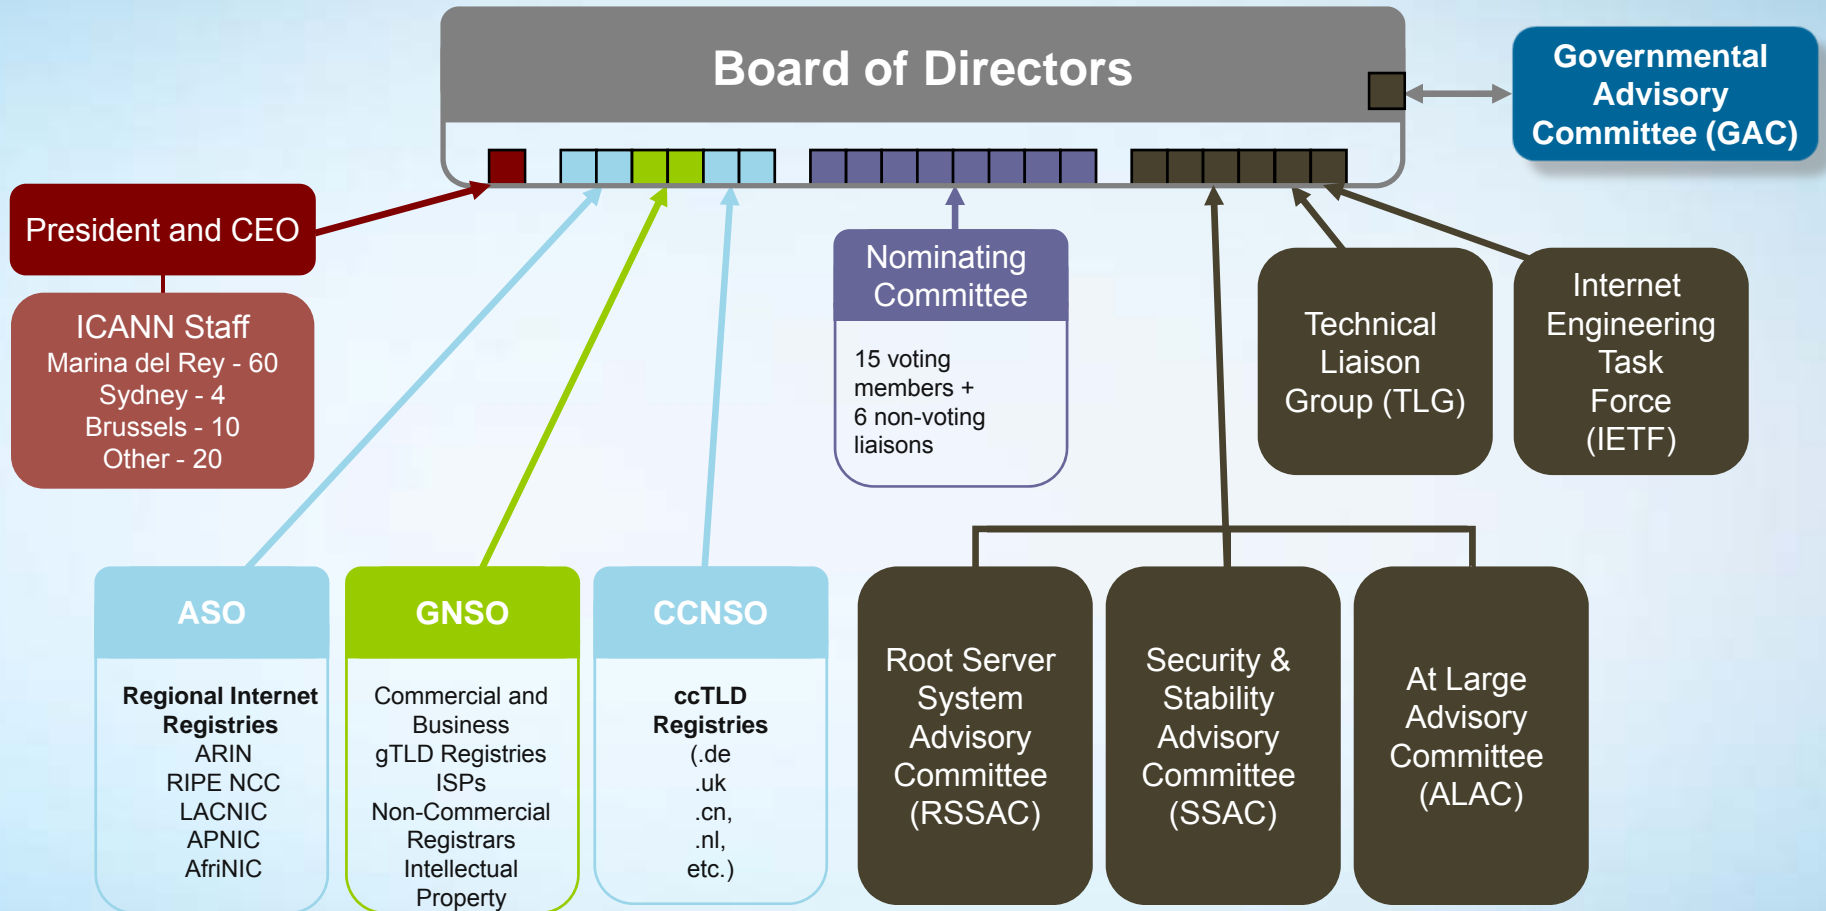 Board of Directors
Governmental
Advisory
Committee (GAC)
President and CEO
ICANN Staff
Marina del Rey - 60
Sydney - 4
Brussels - 10
Other - 20
Nominating
Committee
15 voting
members +
6 non-voting
liaisons
Technical
Liaison
Group (TLG)
Internet
Engineering
Task
Force
(IETF)
ASO
Regional Internet
Registries
ARIN
RIPE NCC
LACNIC
APNIC
AfriNIC
GNSO
Commercial and
Business
gTLD Registries
ISPs
Non-Commercial
Registrars
Intellectual
Property
CCNSO
ccTLD
Registries
(.de
.uk
.cn,
.nl,
etc.)
Root Server
System
Advisory
Committee
(RSSAC)
Security &
Stability
Advisory
Committee
(SSAC)
At Large
Advisory
Committee
(ALAC)